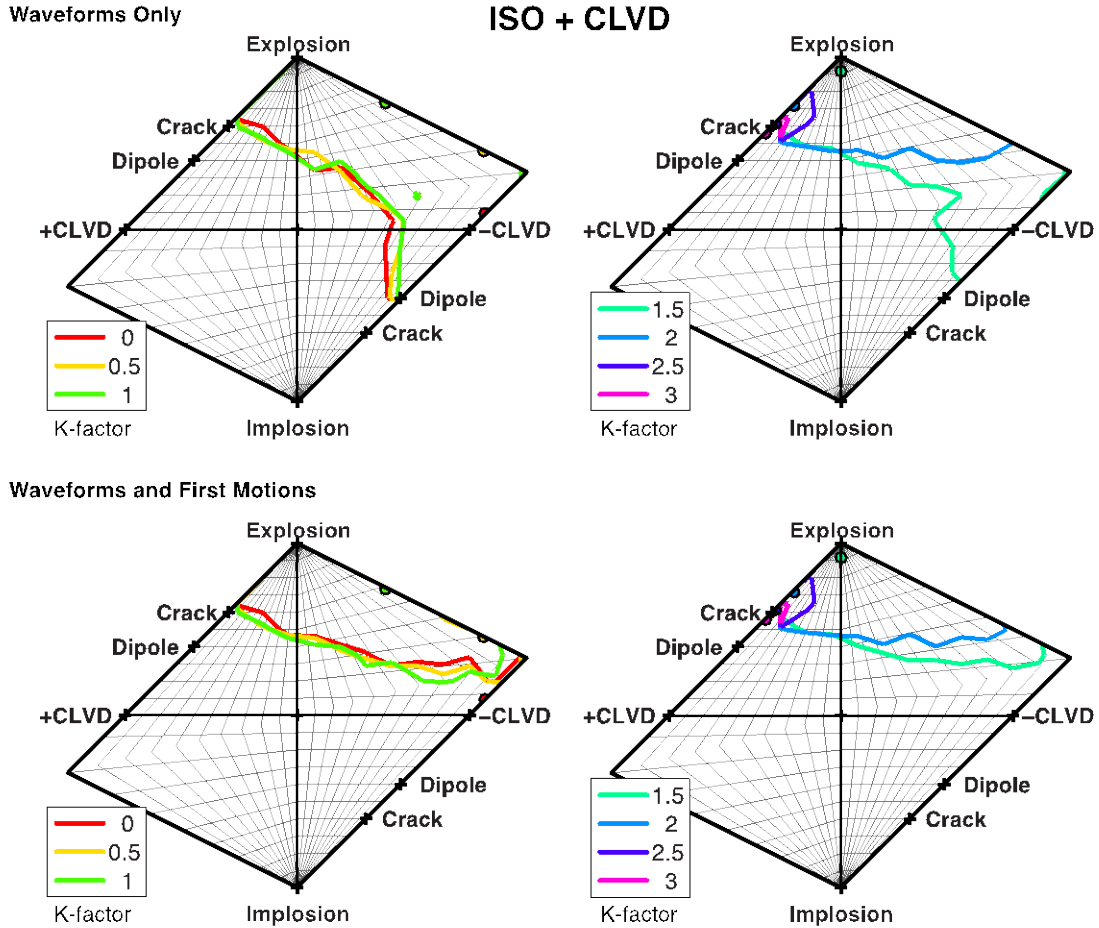 Waveforms Only
ISO + CLVD
Explosion
Crack
Dipole
+CLVD
–CLVD
Dipole
Crack
Implosion
0
0.5
1
K-factor
Explosion
Crack
Dipole
+CLVD
–CLVD
Dipole
Crack
Implosion
1.5
2
2.5
3
K-factor
Waveforms and First Motions
Explosion
Crack
Dipole
+CLVD
–CLVD
Dipole
Crack
Implosion
0
0.5
1
K-factor
Explosion
Crack
Dipole
+CLVD
–CLVD
Dipole
Crack
Implosion
1.5
2
2.5
3
K-factor